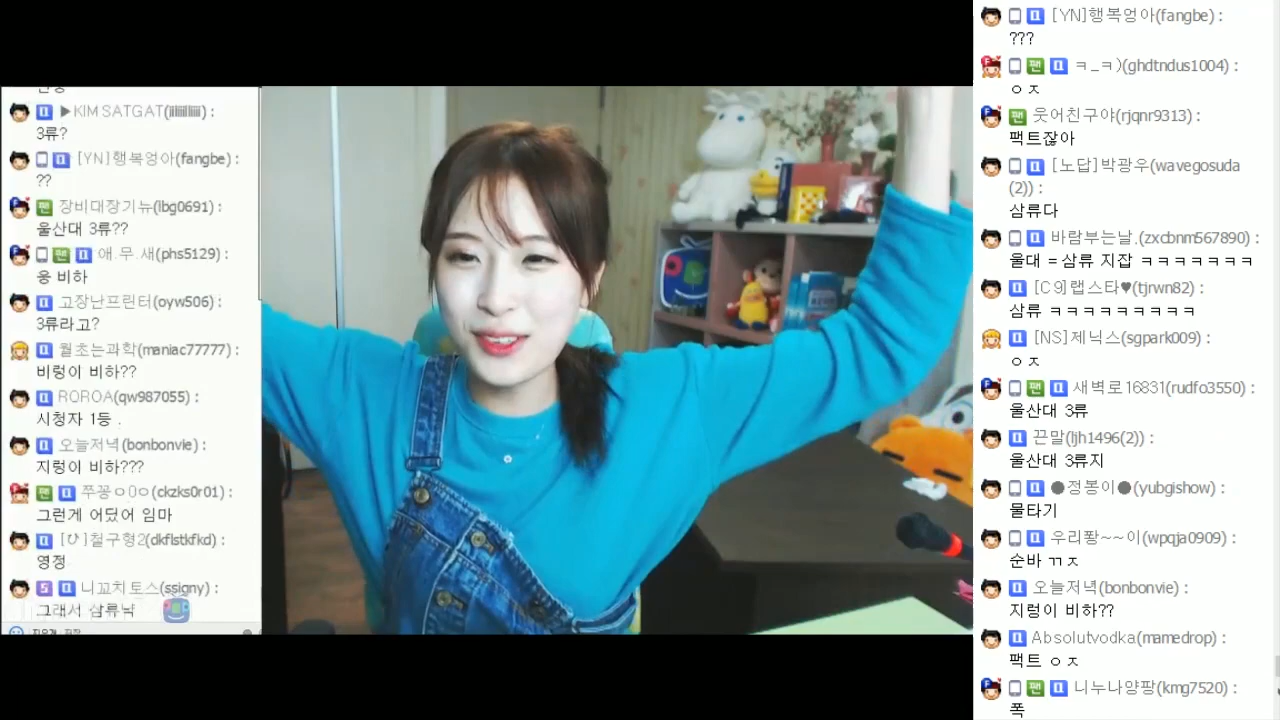 ▶KIM SATGAT(iiliiillliiii) :
3류?
[YN]행복엉아(fangbe) :
??
장비대장기뉴(lbg0691) :
울산대 3류??
애.무.새(phs5129) :
웅 비하
고장난프린터(oyw506) :
3류라고?
월초는과학(maniac77777) :
비렁이 비하??
ROROA(qw987055) :
시청자 1등 .
오늘저녁(bonbonvie) :
지렁이 비하???
쭈꽁ㅇ0ㅇ(ckzks0r01) :
그런게 어딨어 임마
[ひ]철구형2(dkflstkfkd) :
영정
니꼬치토스(ssigny) :
그래서 삼류낙
[YN]행복엉아(fangbe) :
???
ㅋ_ㅋ)(ghdtndus1004) :
ㅇㅈ
웃어친구야(rjqnr9313) :
팩트잖아
[노답]박광우(wavegosuda
(2)) :
삼류다
바람부는날.(zxcbnm567890) :
울대 =삼류 지잡 ㅋㅋㅋㅋㅋㅋㅋ
[C9]랩스타♥(tjrwn82) :
삼류 ㅋㅋㅋㅋㅋㅋㅋㅋㅋ
[NS]제닉스(sgpark009) :
ㅇㅈ
새벽로16831(rudfo3550) :
울산대 3류
끈말(ljh1496(2)) :
울산대 3류지
●정봉이●(yubgishow) :
물타기
우리쫭~~이(wpqja0909) :
순바 ㄲㅈ
오늘저녁(bonbonvie) :
지렁이 비하??
Absolutvodka(mamedrop) :
팩트 ㅇㅈ
니누나양팡(kmg7520) :
폭